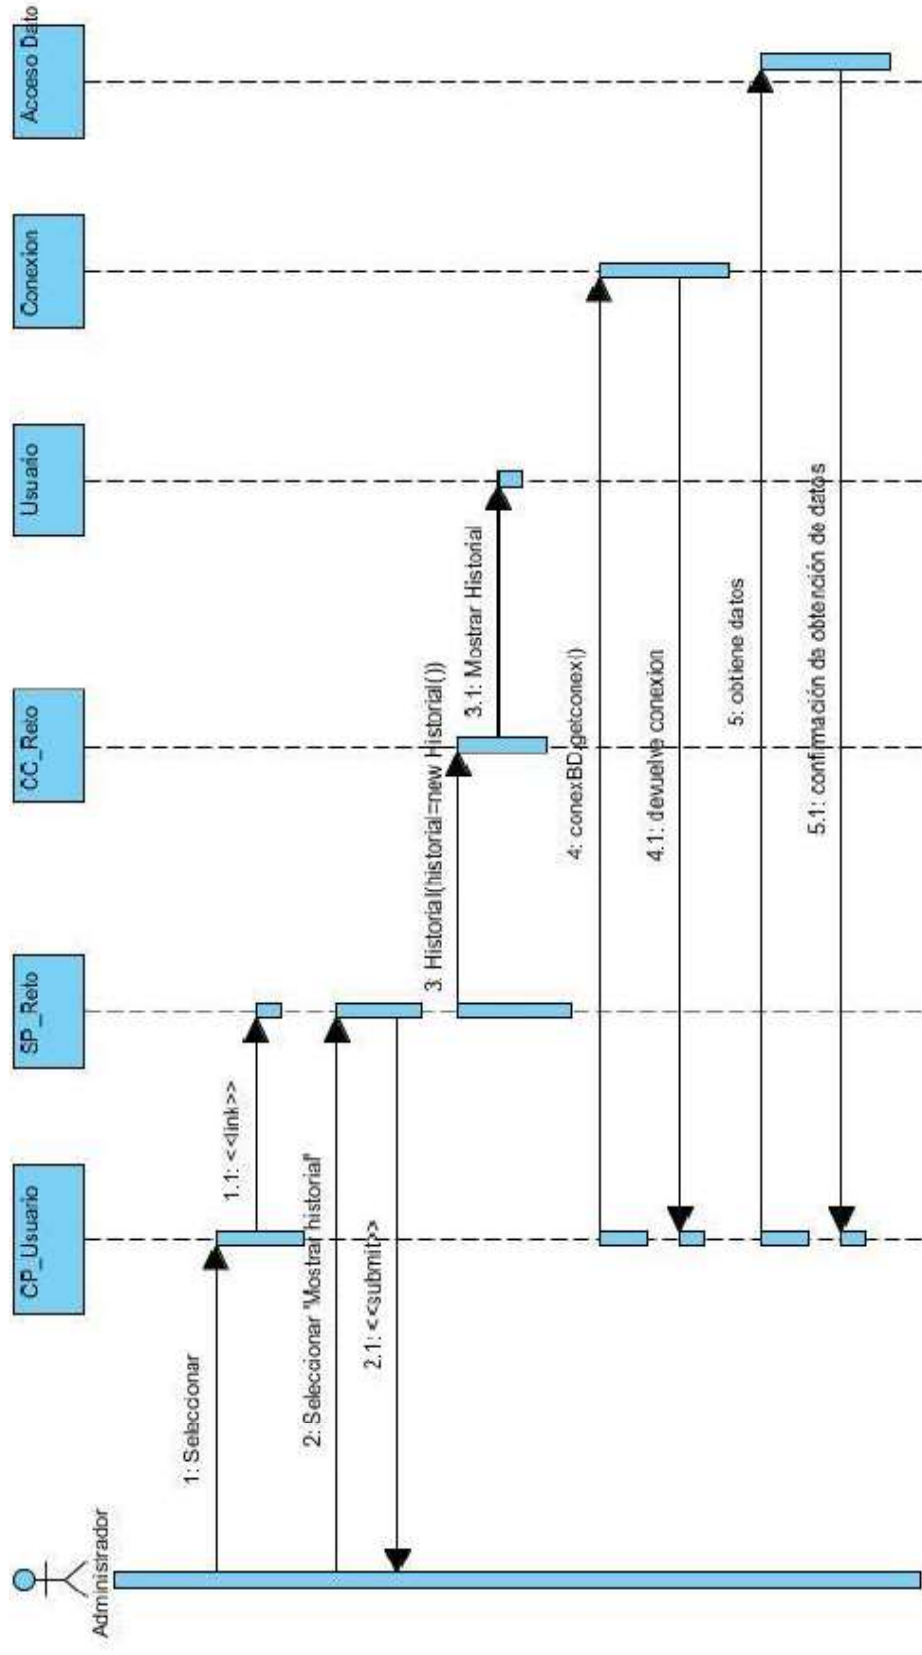 Administrador
CP_Usuario
SP_Reto
CC_Reto
Usuario
Conexion
Acceso Dato
1: Seleccionar
1.1: <<link>>
2: Seleccionar "Mostrar historial"
2.1: <<submit>>
3: Historial(historial=new Historial())
3.1: Mostrar Historial
4: conexBD.getconex()
4.1: devuelve conexion
5: obtiene datos
5.1: confirmación de obtención de datos